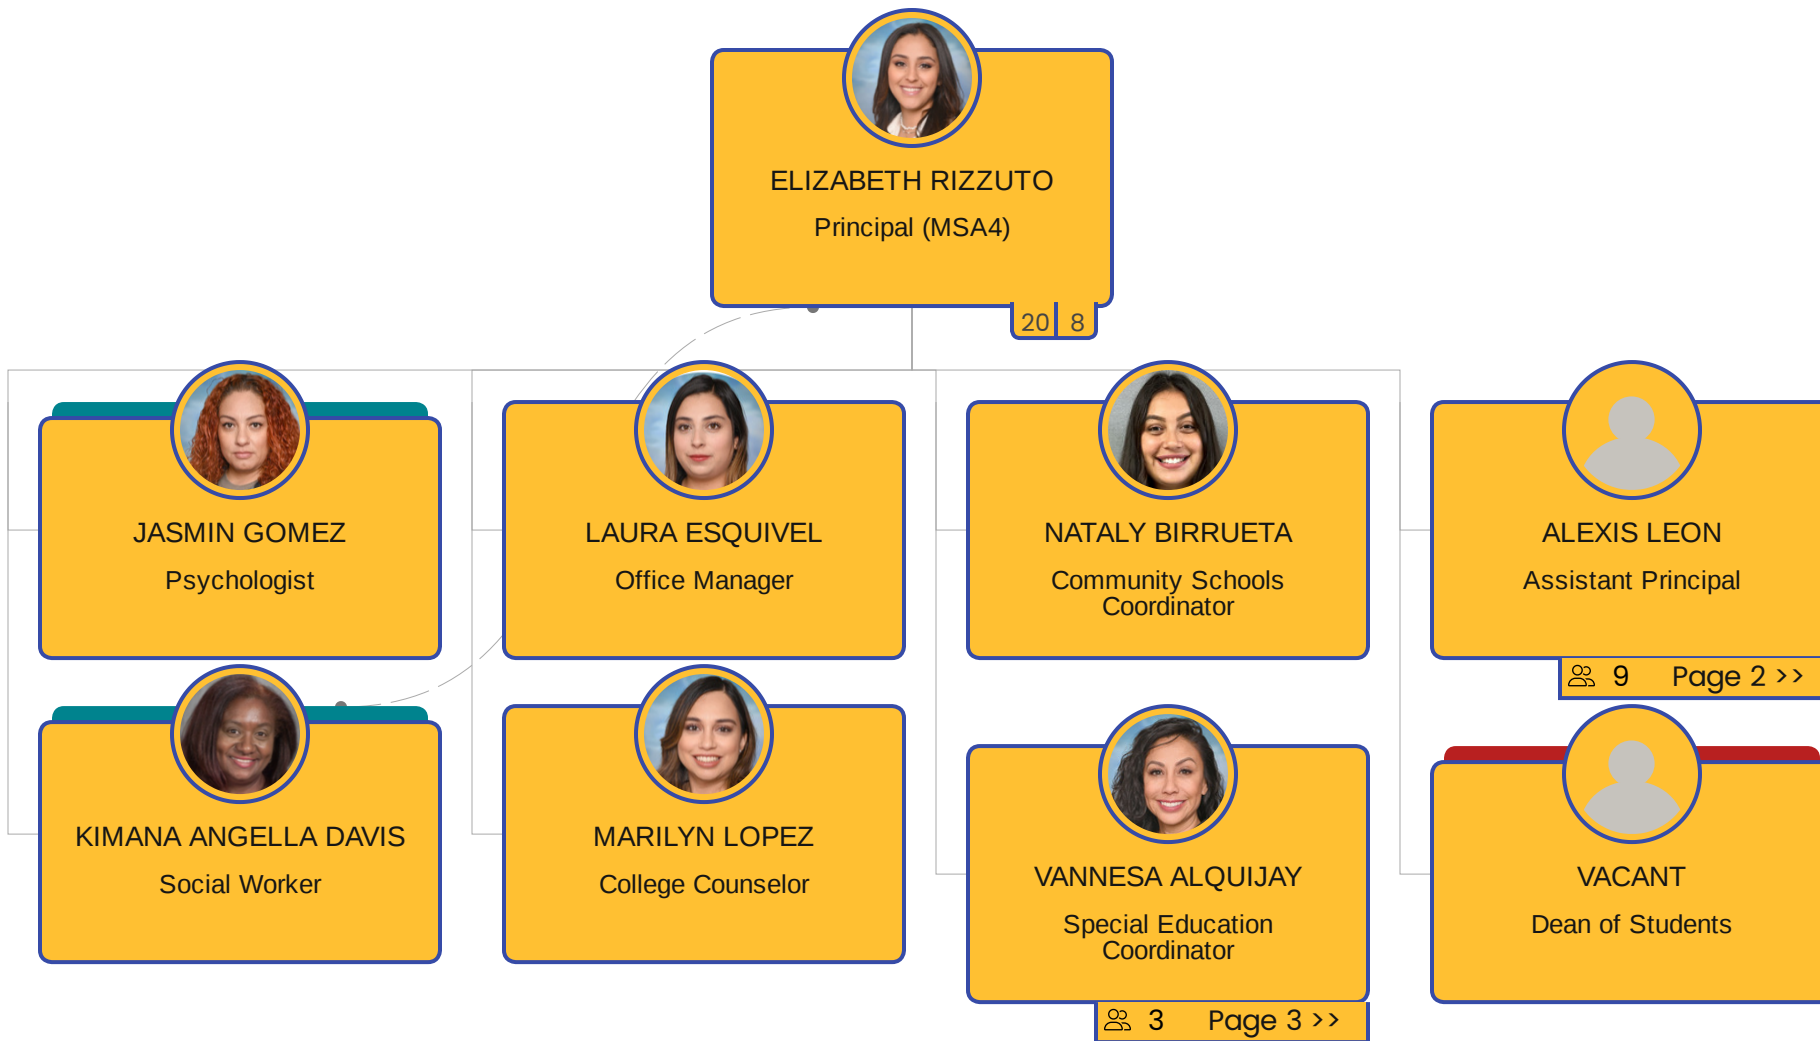 ELIZABETH RIZZUTO
Principal (MSA4)
20 8
JASMIN GOMEZ
Psychologist
LAURA ESQUIVEL
Office Manager
NATALY BIRRUETA
Community Schools
Coordinator
ALEXIS LEON
Assistant Principal
9 Page 2 >>
KIMANA ANGELLA DAVIS
Social Worker
MARILYN LOPEZ
College Counselor
VANNESA ALQUIJAY
Special Education
Coordinator
3 Page 3 >>
VACANT
Dean of Students